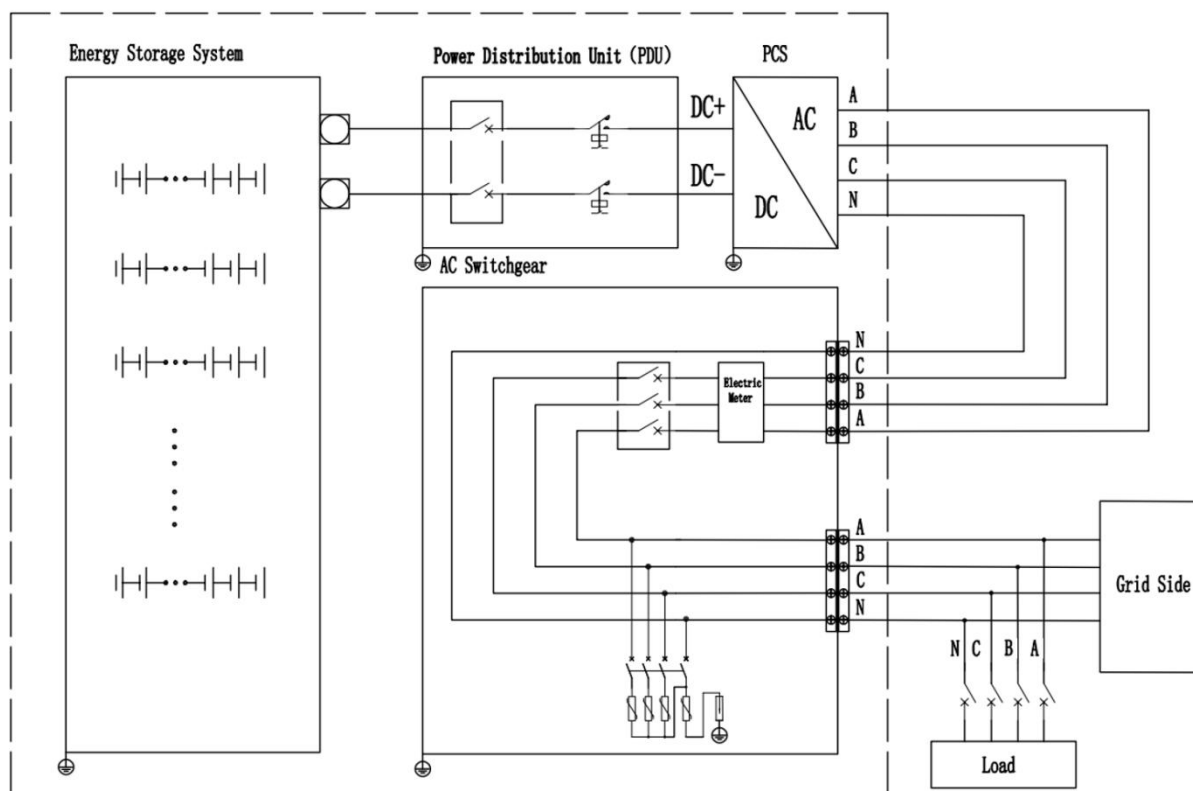 Energy Storage System
Power Distribution Unit (PDU)
PCS
DC+
DC-
AC
DC
A
B
C
N
AC Switchgear
Electric
Meter
N
C
B
A
A
B
C
N
Grid Side
N
C
B
A
Load